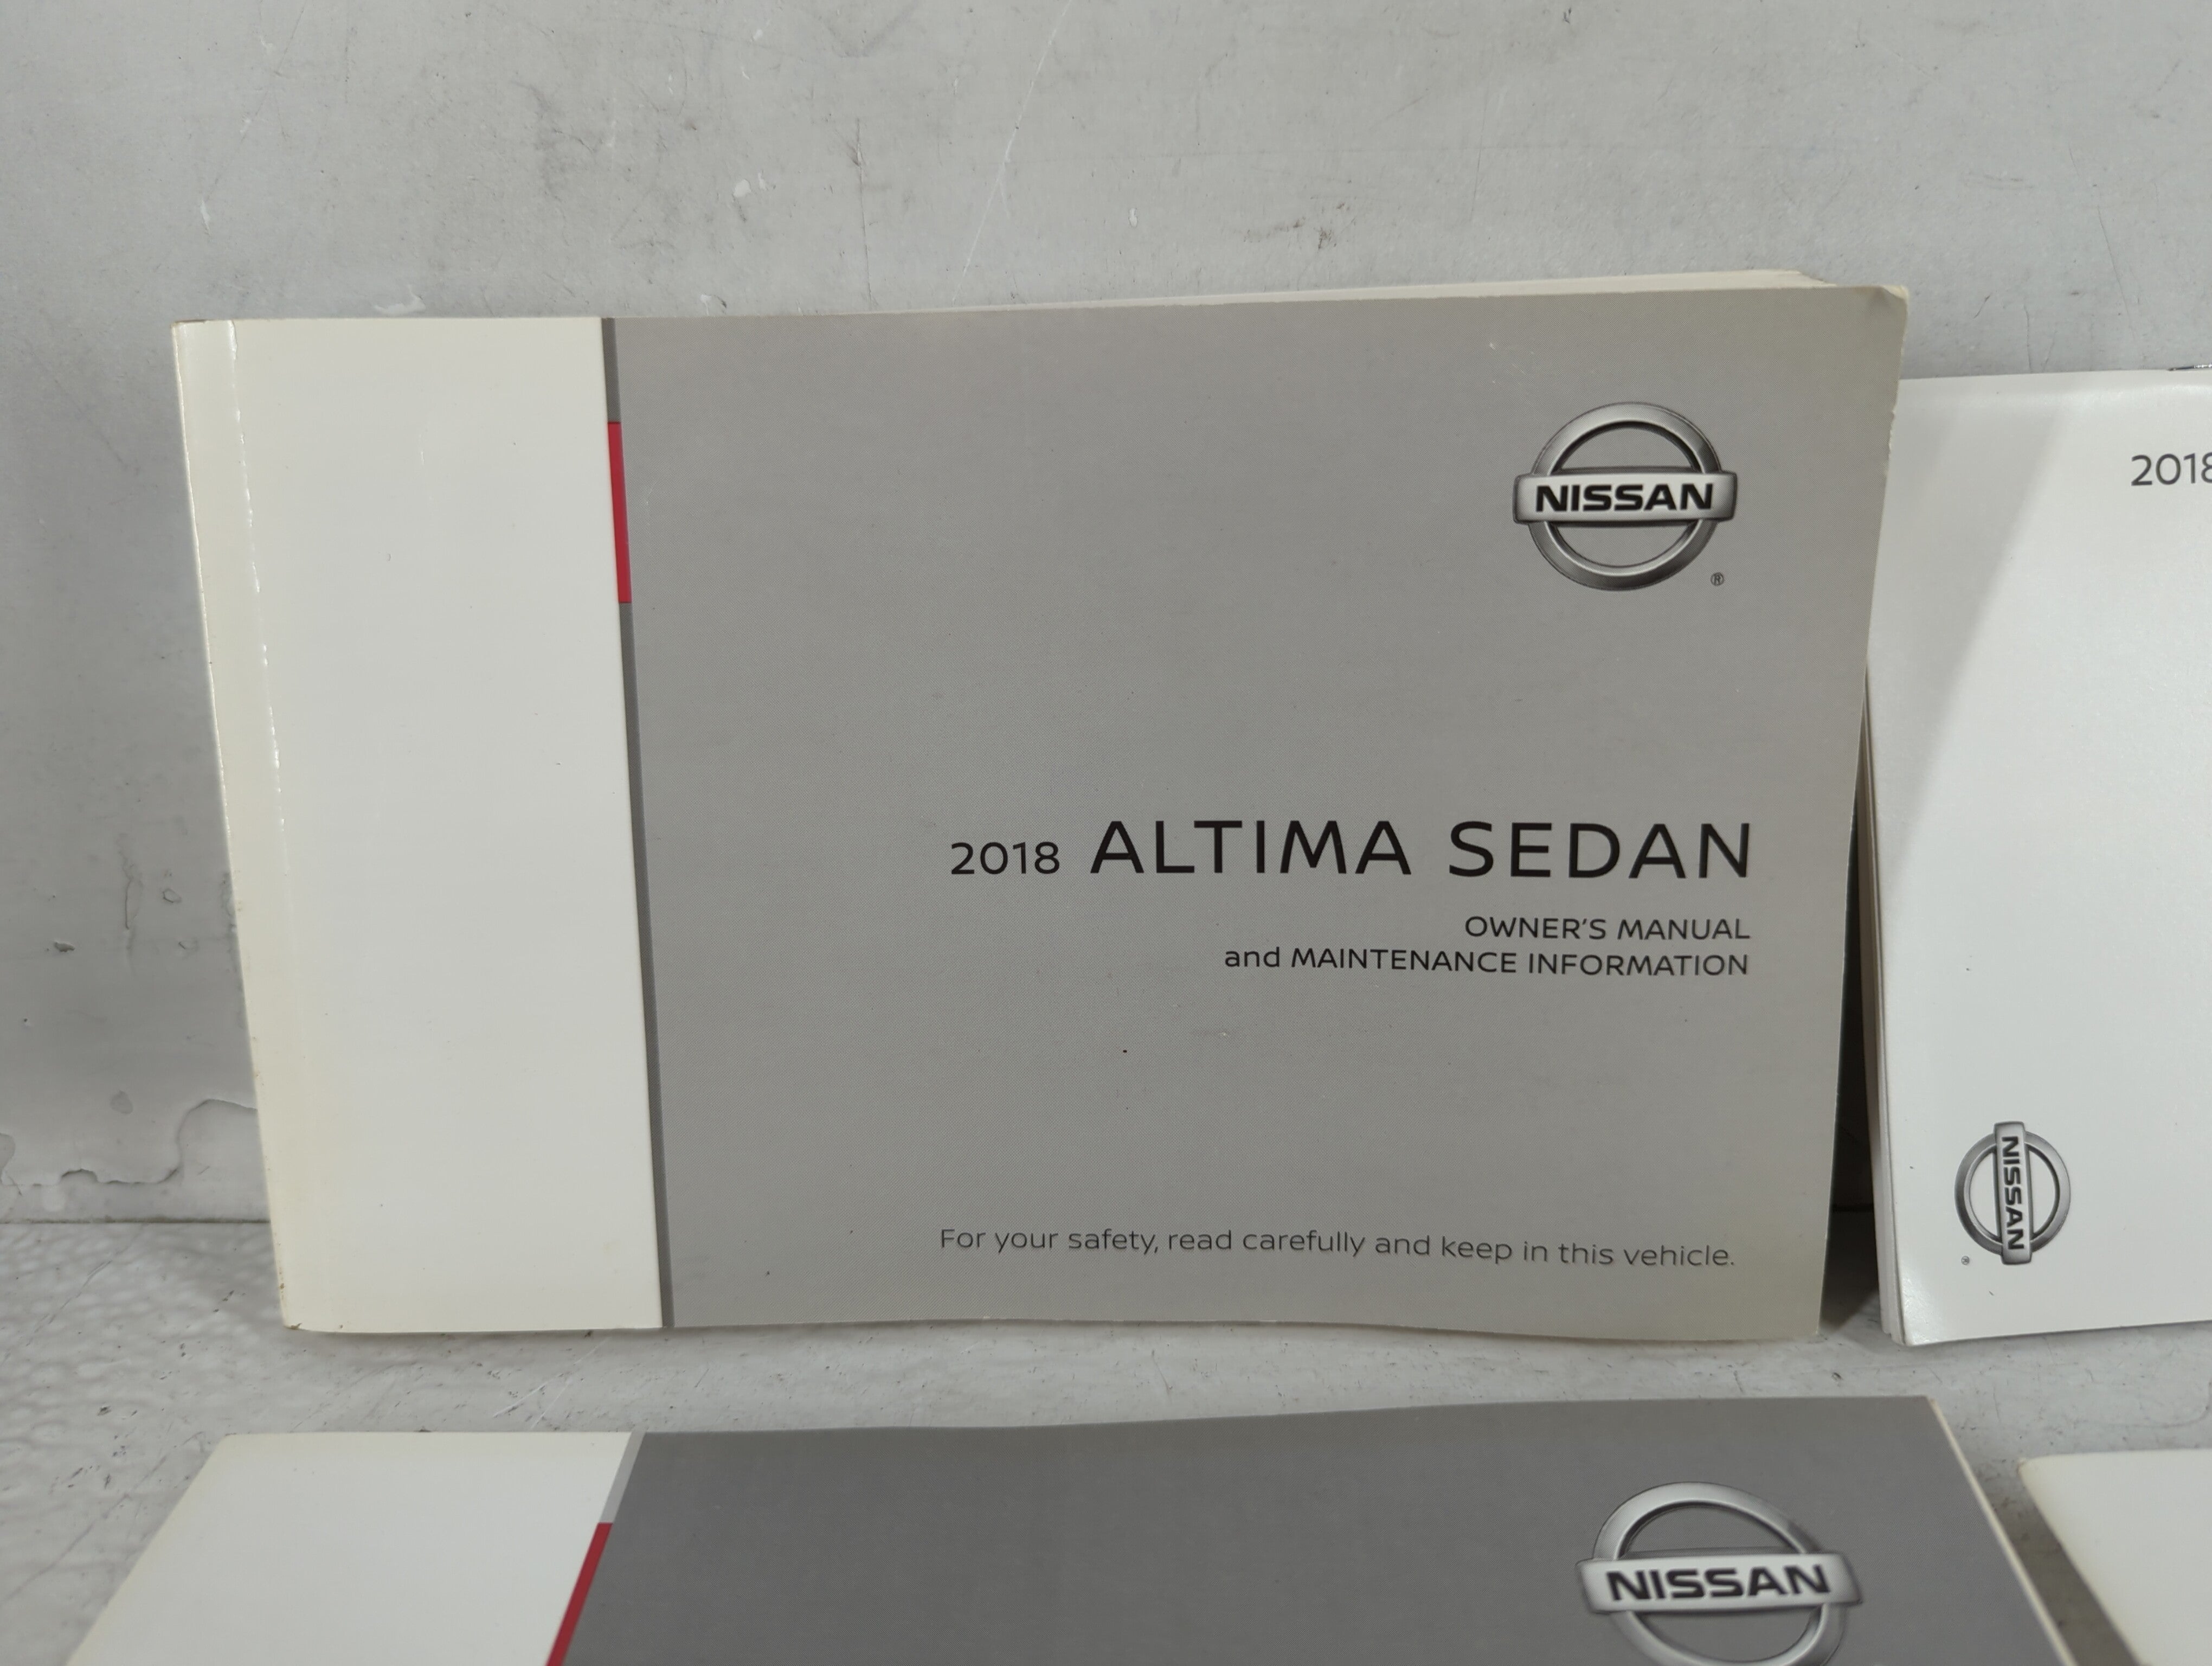 NISSAN
®
2018 ALTIMA SEDAN
OWNER'S MANUAL
and MAINTENANCE INFORMATION
For your safety, read carefully and keep in this vehicle.
2018
NISSAN
®
NISSAN